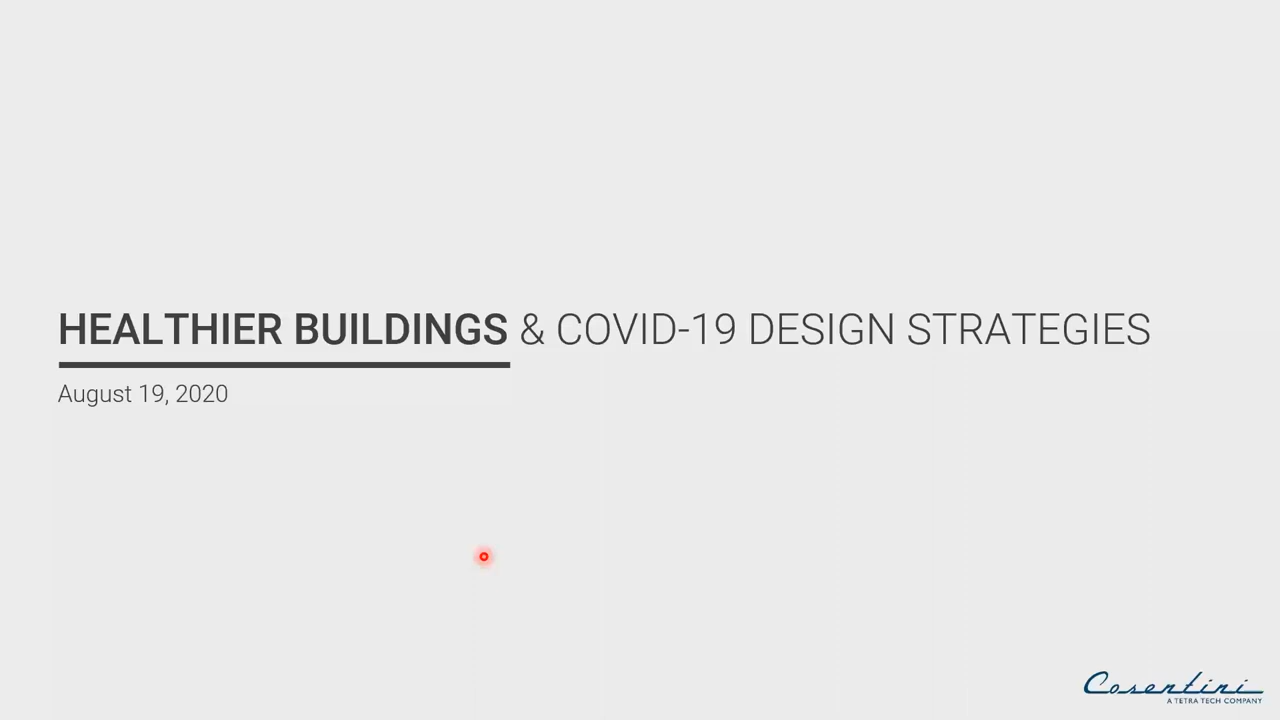 HEALTHIER BUILDINGS & COVID-19 DESIGN STRATEGIES
August 19, 2020
Cosentini
A TETRA TECH COMPANY